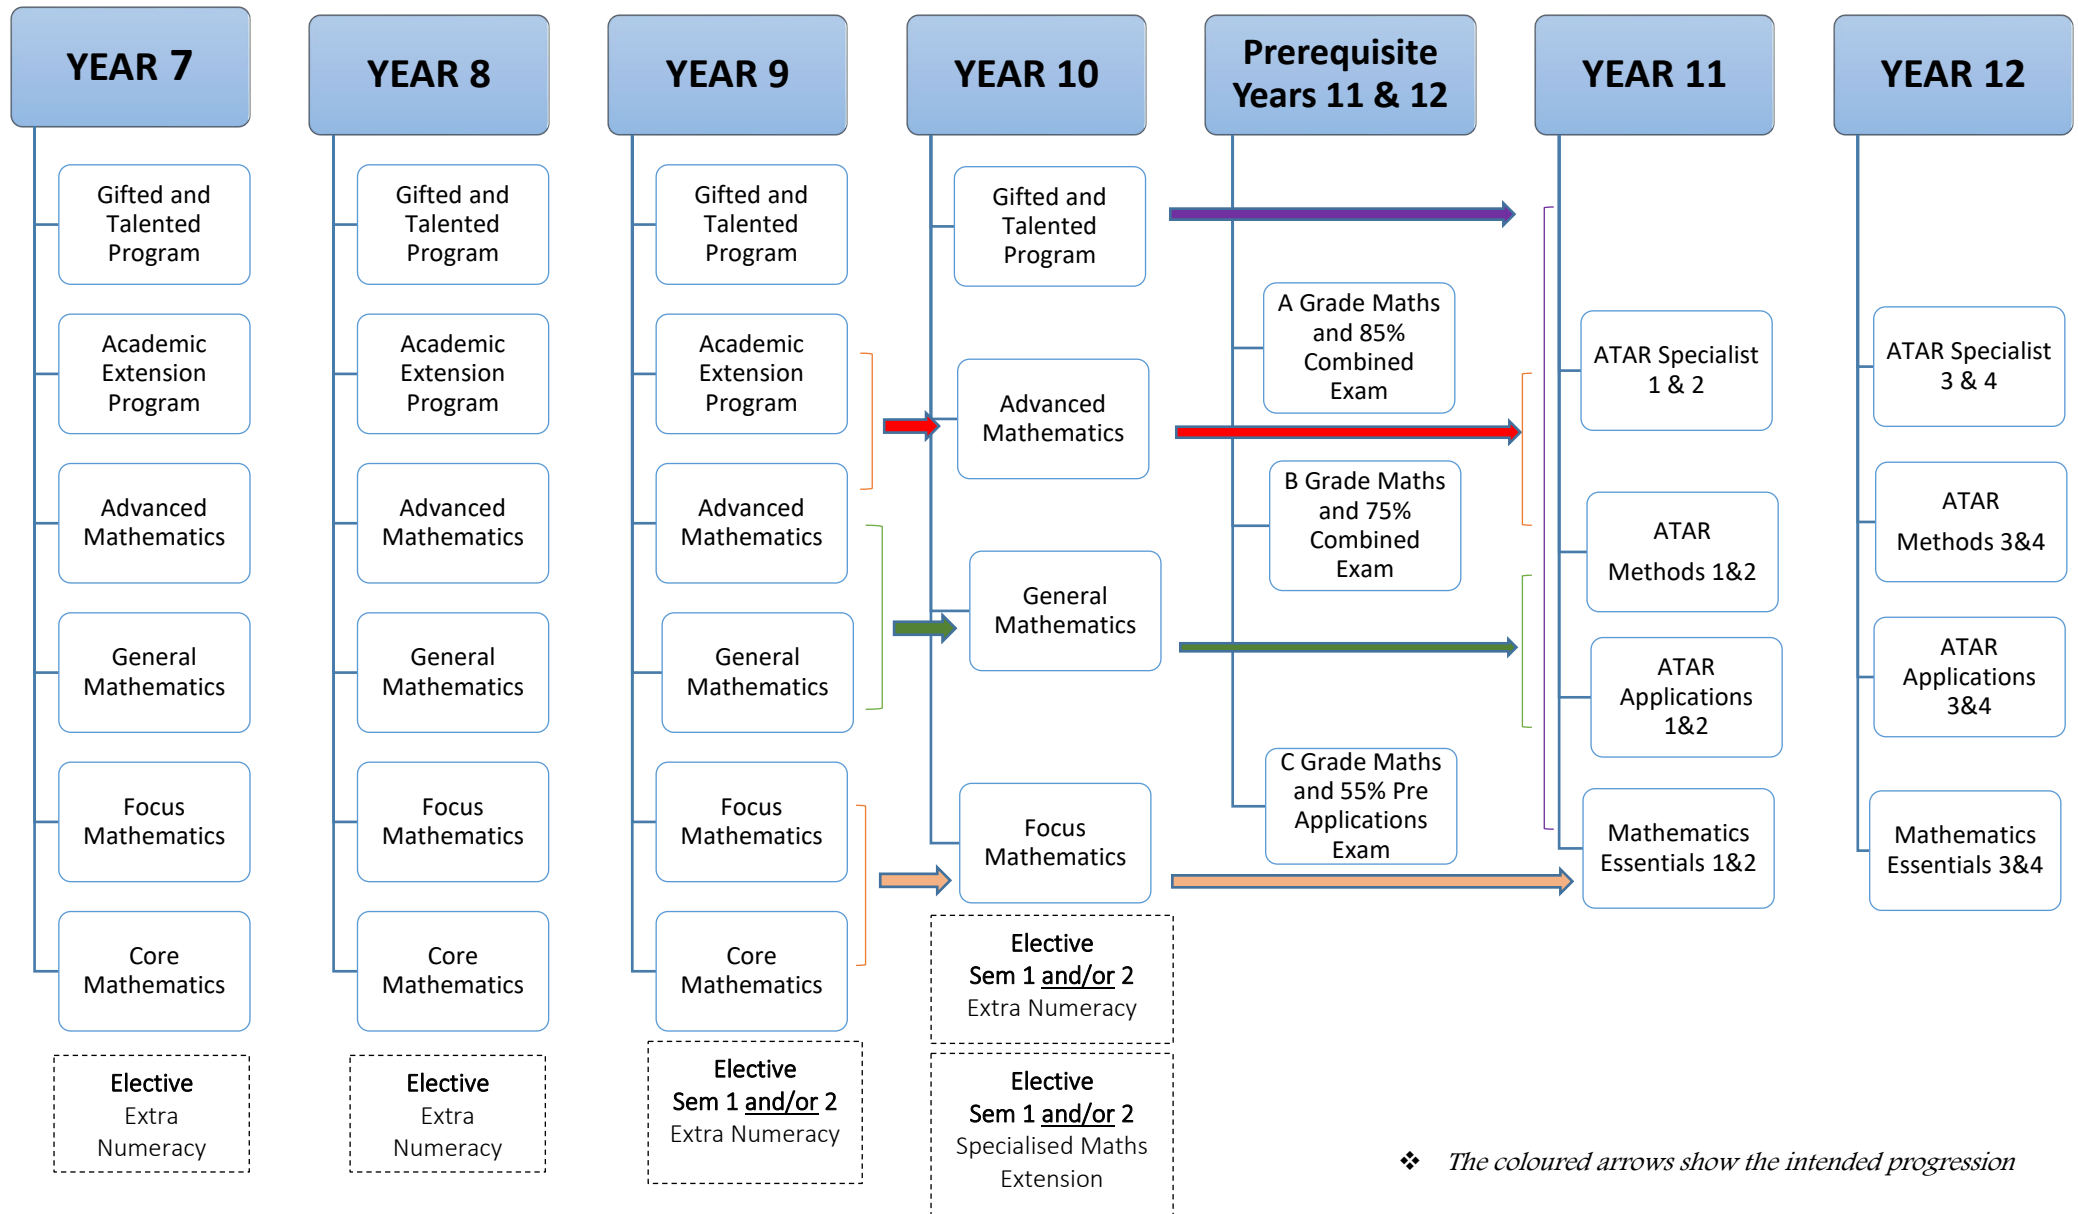 YEAR 7
Gifted and
Talented
Program
Academic
Extension
Program
Advanced
Mathematics
General
Mathematics
Focus
Mathematics
Core
Mathematics
Elective
Extra
Numeracy
YEAR 8
Gifted and
Talented
Program
Academic
Extension
Program
Advanced
Mathematics
General
Mathematics
Focus
Mathematics
Core
Mathematics
Elective
Extra
Numeracy
YEAR 9
Gifted and
Talented
Program
Academic
Extension
Program
Advanced
Mathematics
General
Mathematics
Focus
Mathematics
Core
Mathematics
Elective
Sem 1 and/or 2
Extra Numeracy
YEAR 10
Gifted and
Talented
Program
Advanced
Mathematics
General
Mathematics
Focus
Mathematics
Elective
Sem 1 and/or 2
Extra Numeracy
Elective
Sem 1 and/or 2
Specialised Maths
Extension
Prerequisite
Years 11 & 12
A Grade Maths
and 85%
Combined
Exam
B Grade Maths
and 75%
Combined
Exam
C Grade Maths
and 55% Pre
Applications
Exam
YEAR 11
ATAR Specialist
1 & 2
ATAR
Methods 1&2
ATAR
Applications
1&2
Mathematics
Essentials 1&2
YEAR 12
ATAR Specialist
3 & 4
ATAR
Methods 3&4
ATAR
Applications
3&4
Mathematics
Essentials 3&4
❖ The coloured arrows show the intended progression